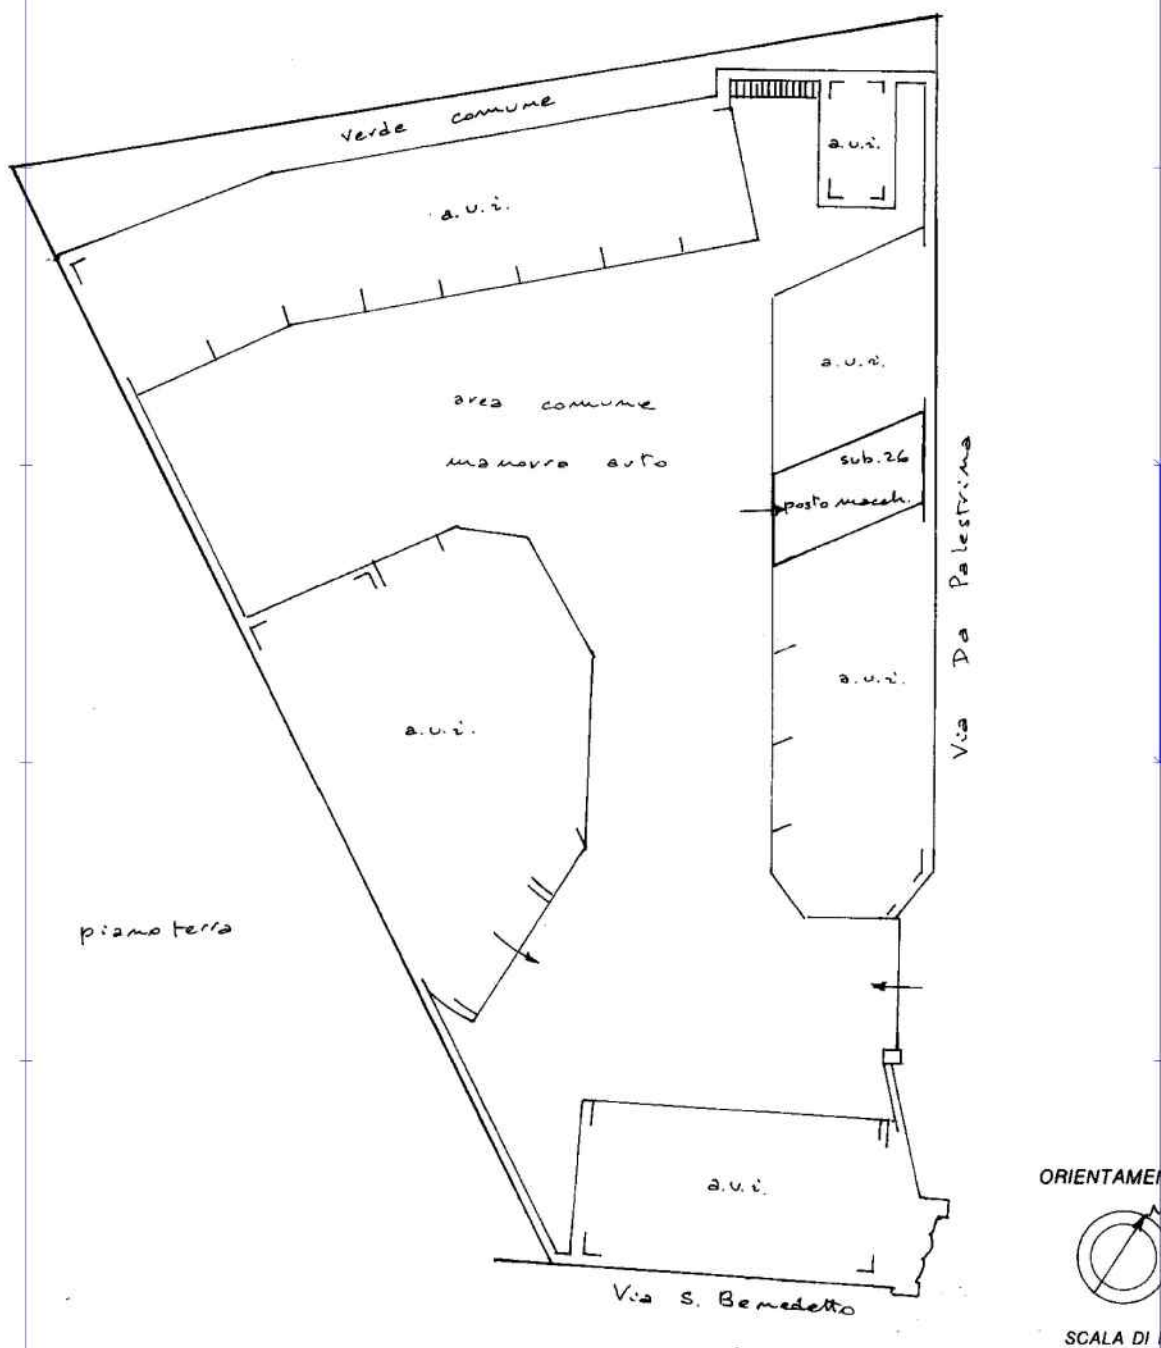 verde comune
a.u.i.
a.u.i.
a.u.i.
area comune
manovra auto
sub. 26
posto macch.
Via Da Palestrina
a.u.i.
a.u.i.
piano terra
a.u.i.
Via S. Benedetto
ORIENTAME
SCALA DI